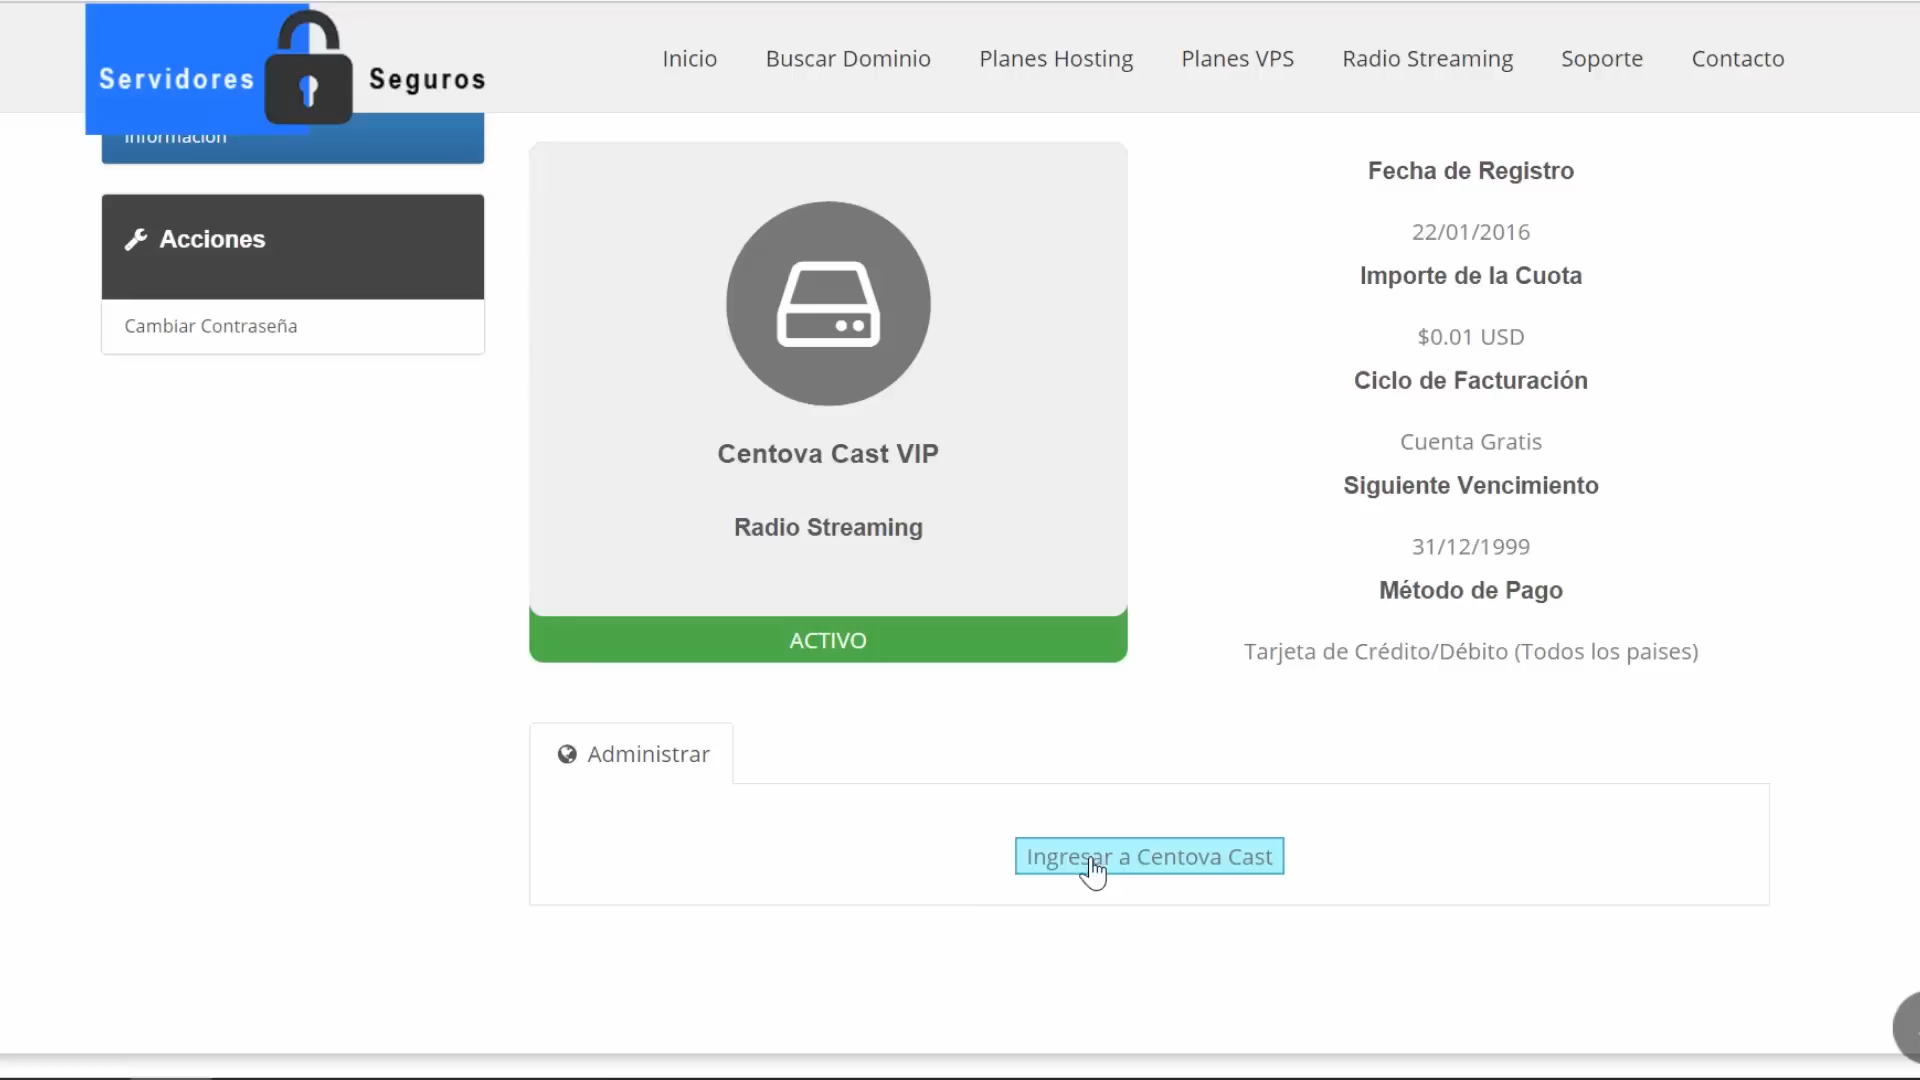 Servidores Seguros
Inicio Buscar Dominio Planes Hosting Planes VPS Radio Streaming Soporte Contacto
Información
Acciones
Cambiar Contraseña
Centova Cast VIP
Radio Streaming
ACTIVO
Fecha de Registro
22/01/2016
Importe de la Cuota
$0.01 USD
Ciclo de Facturación
Cuenta Gratis
Siguiente Vencimiento
31/12/1999
Método de Pago
Tarjeta de Crédito/Débito (Todos los paises)
Administrar
Ingresar a Centova Cast